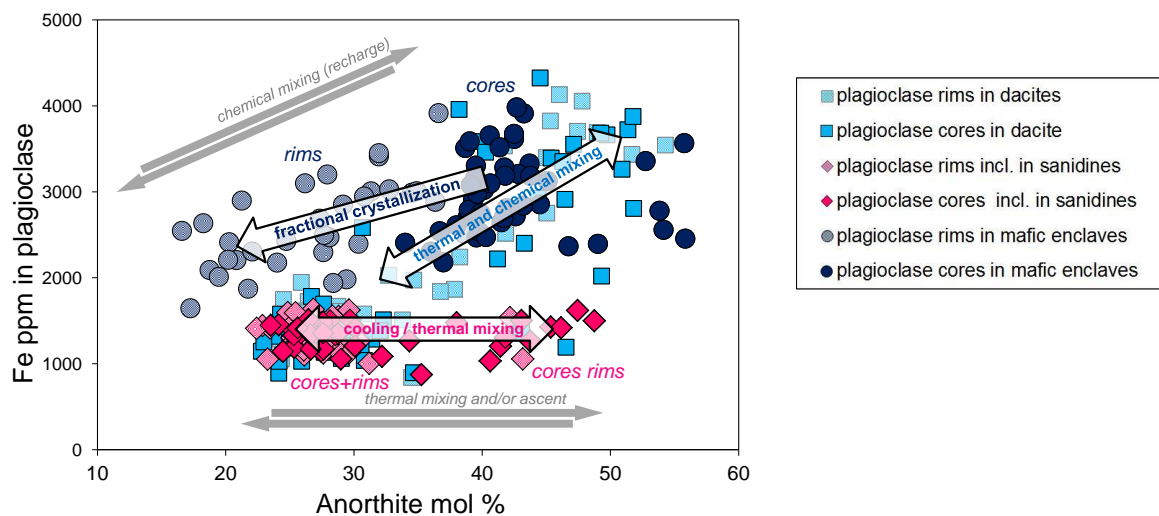 5000
4000
3000
2000
1000
0
10
20
30
40
50
60
Fe ppm in plagioclase
Anorthite mol %
chemical mixing (recharge)
cores
rims
fractional crystallization
thermal and chemical mixing
cooling / thermal mixing
cores+rims
cores rims
thermal mixing and/or ascent
plagioclase rims in dacites
plagioclase cores in dacite
plagioclase rims incl. in sanidines
plagioclase cores  incl. in sanidines
plagioclase rims in mafic enclaves
plagioclase cores in mafic enclaves